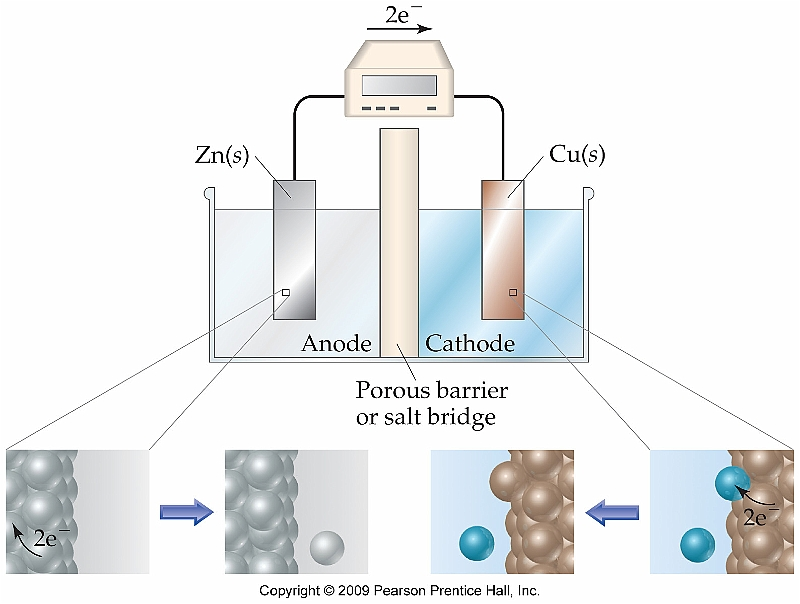 2e⁻
Zn(s)
Cu(s)
Anode
Cathode
Porous barrier
or salt bridge
2e⁻
2e⁻
Copyright © 2009 Pearson Prentice Hall, Inc.